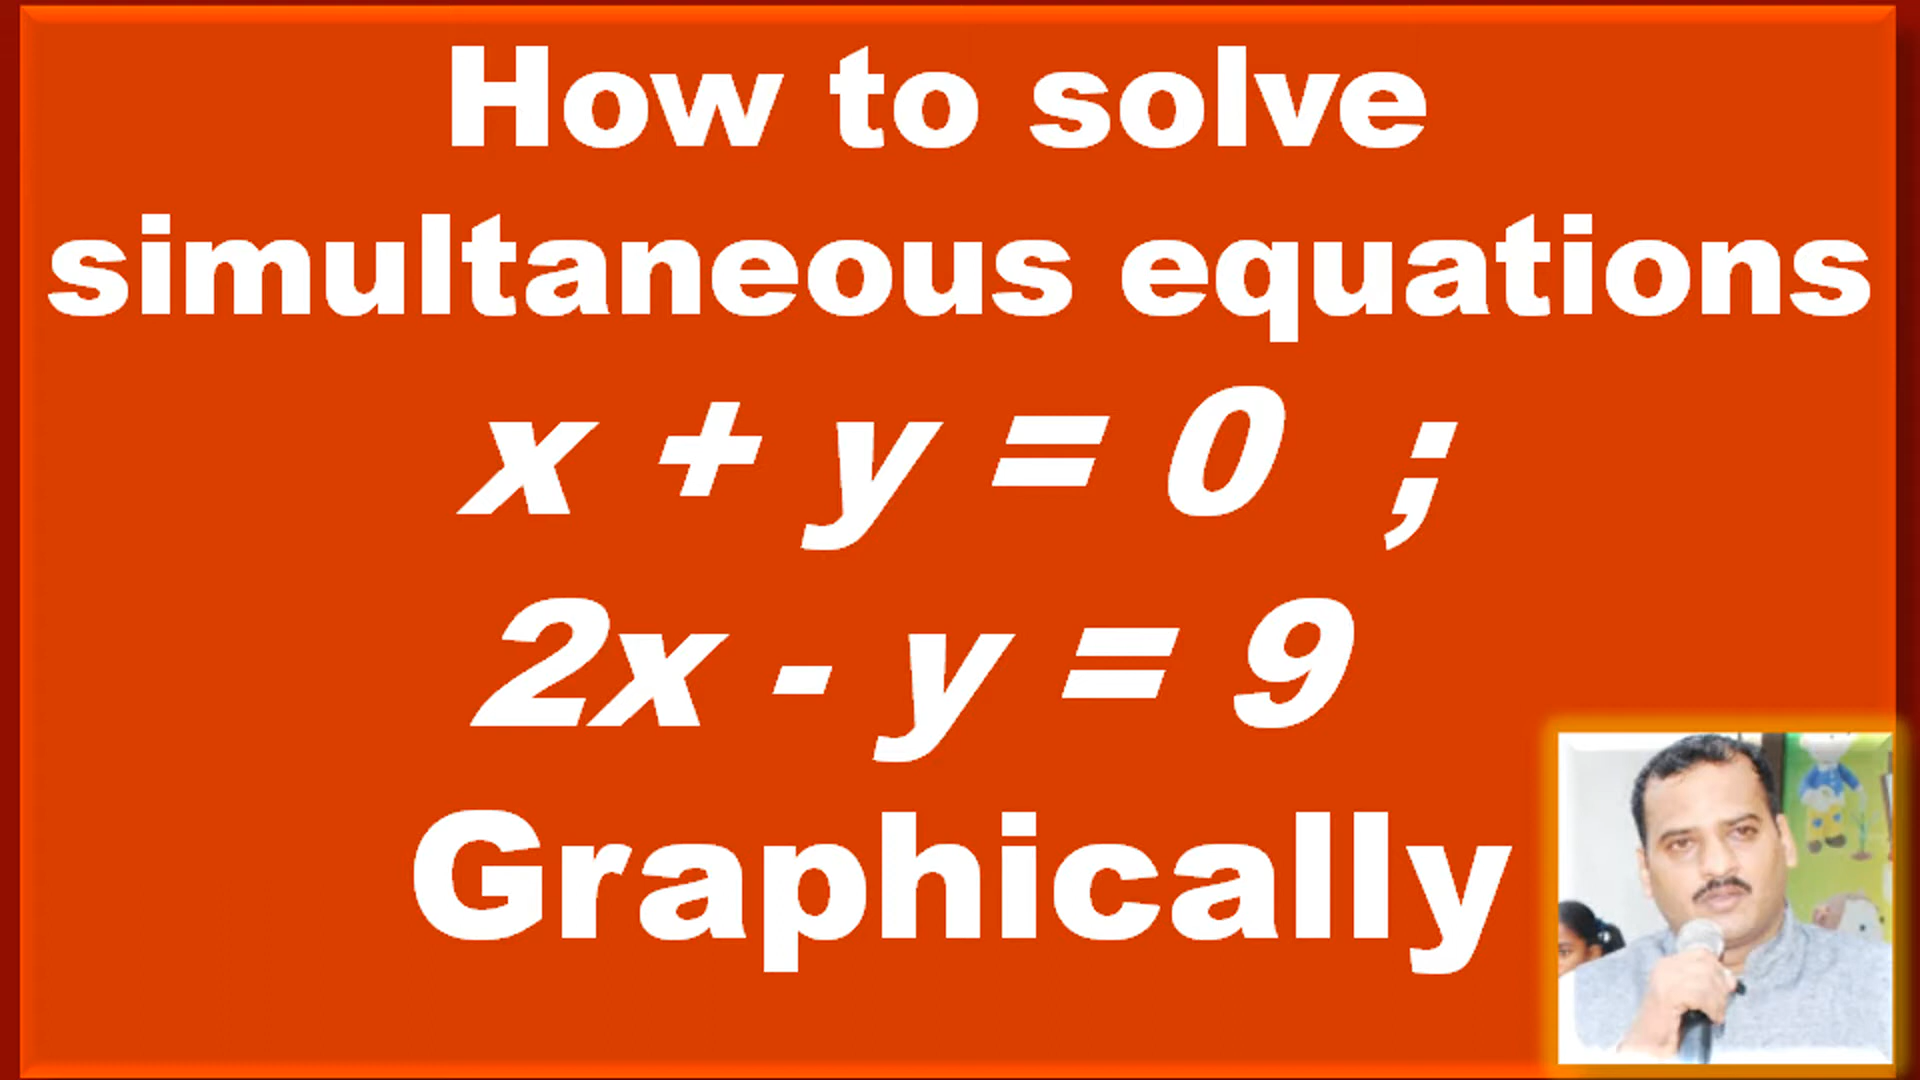 How to solve
simultaneous equations
x + y = 0 ;
2x - y = 9
Graphically